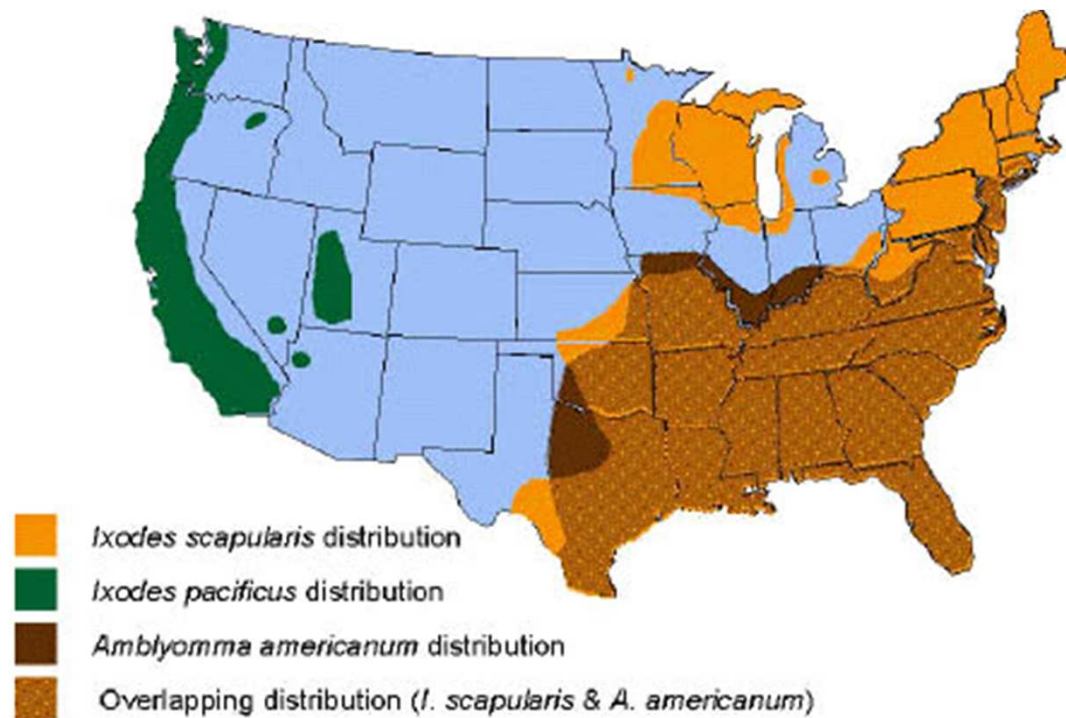 Ixodes scapularis distribution
Ixodes pacificus distribution
Amblyomma americanum distribution
Overlapping distribution (I. scapularis & A. americanum)